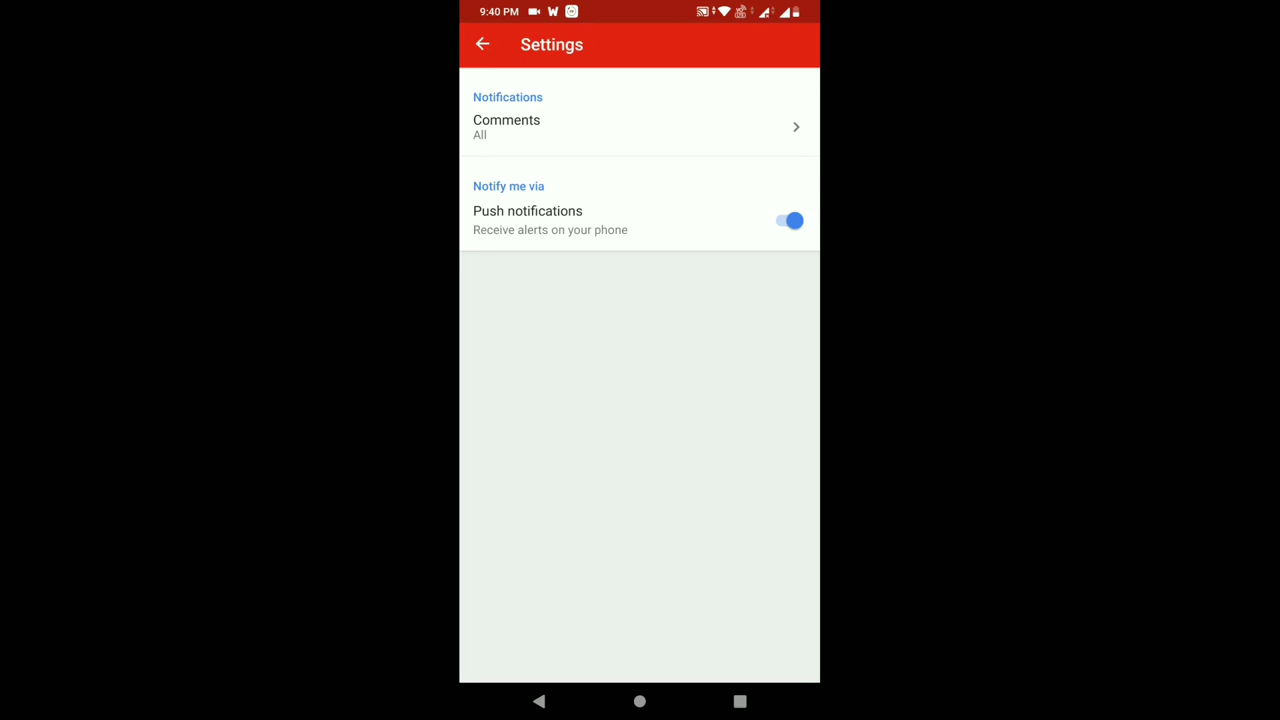 9:40 PM
Settings
Notifications
Comments
All
Notify me via
Push notifications
Receive alerts on your phone